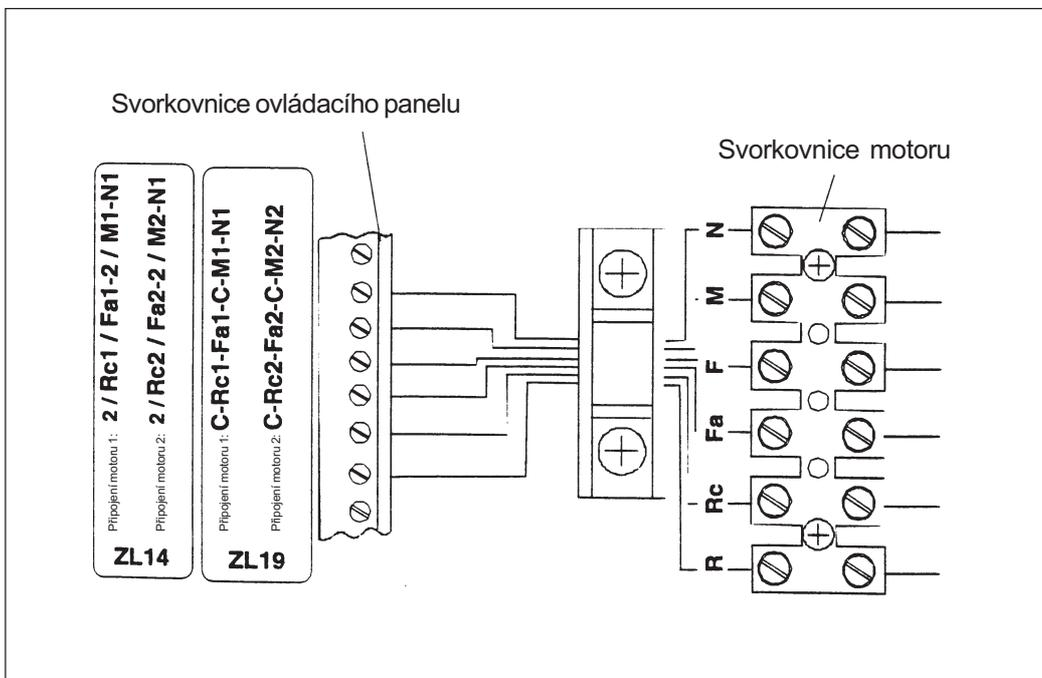 Svorkovnice ovládacího panelu
Svorkovnice motoru
Připojení motoru 1: 2 / Rc1 / Fa1-2 / M1-N1
Připojení motoru 2: 2 / Rc2 / Fa2-2 / M2-N1
ZL14
Připojení motoru 1: C-Rc1-Fa1-C-M1-N1
Připojení motoru 2: C-Rc2-Fa2-C-M2-N2
ZL19
N
M
F
Fa
Rc
R